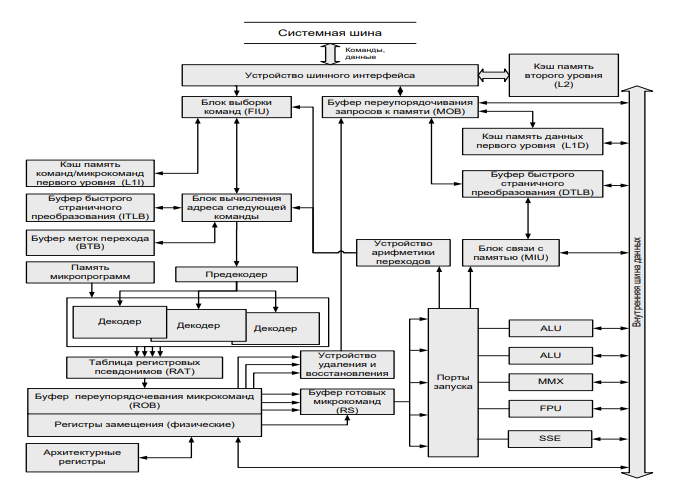 Системная шина
Команды,
данные
Устройство шинного интерфейса
Кэш память
второго уровня
(L2)
Блок выборки
команд (FIU)
Буфер переупорядочивания
запросов к памяти (MOB)
Кэш память данных
первого уровня (L1D)
Кэш память
команд/микрокоманд
первого уровня (L1I)
Буфер быстрого
страничного
преобразования (DTLB)
Буфер быстрого
страничного
преобразования (ITLB)
Блок вычисления
адреса следующей
команды
Буфер меток перехода
(BTB)
Устройство
арифметики
переходов
Блок связи с
памятью (MIU)
Память
микропрограмм
Предекодер
Внутренняя шина данных
Декодер
Декодер
Декодер
Порты
запуска
ALU
ALU
MMX
FPU
SSE
Таблица регистровых
псевдонимов (RAT)
Устройство
удаления и
восстановления
Буфер переупорядочивания микрокоманд
(ROB)
Буфер готовых
микрокоманд
(RS)
Регистры замещения (физические)
Архитектурные
регистры